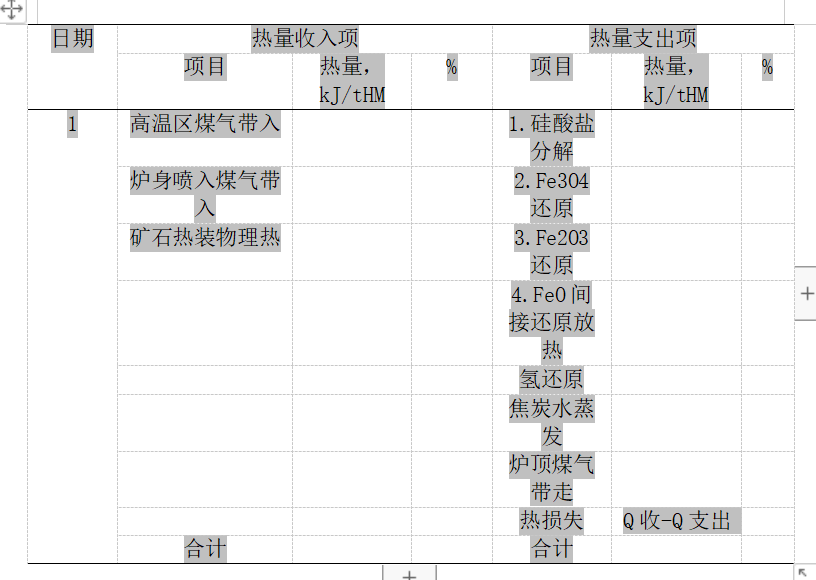 日期 热量收入项 热量支出项
项目 热量, % 项目 热量, %
kJ/tHM kJ/tHM
1 高温区煤气带入 1.硅酸盐
分解
炉身喷入煤气带 2.Fe304
入 还原
矿石热装物理热 3.Fe203
还原
4.FeO间
接还原放
热
氢还原
焦炭水蒸
发
炉顶煤气
带走
热损失 Q收-Q支出
合计 合计